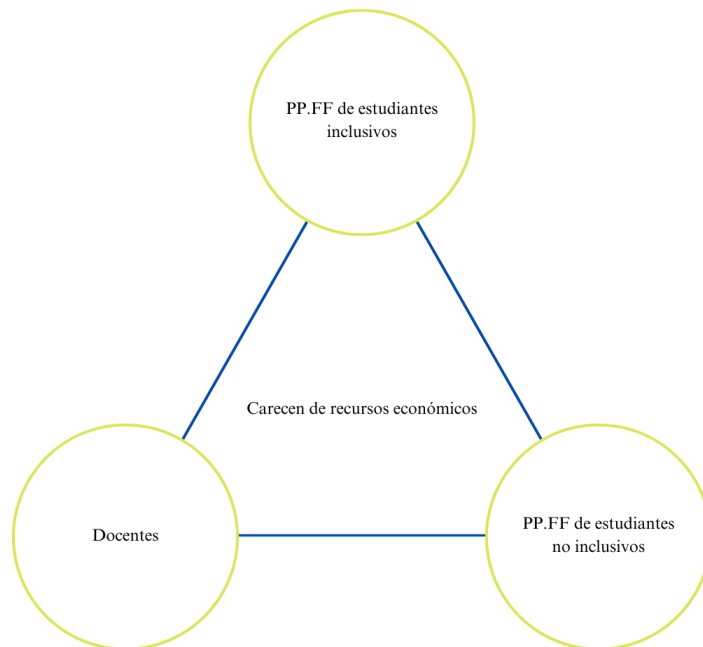 PP.FF de estudiantes
inclusivos
Carecen de recursos económicos
Docentes
PP.FF de estudiantes
no inclusivos